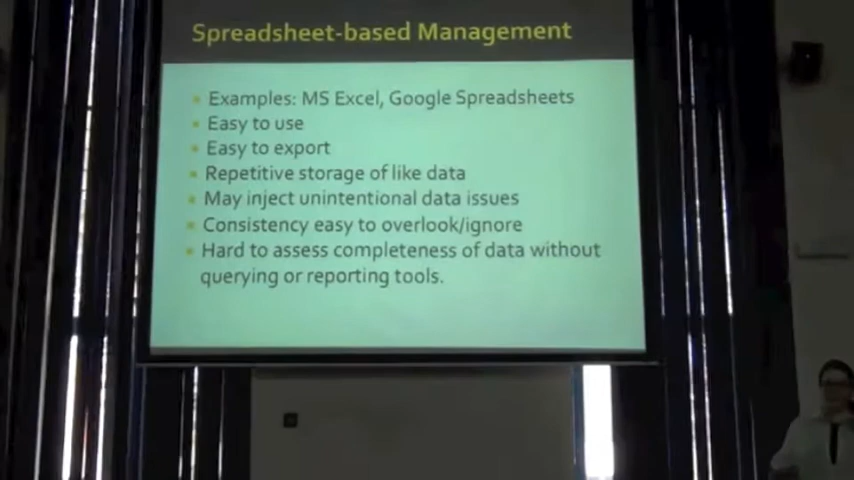 Spreadsheet-based Management
Examples: MS Excel, Google Spreadsheets
Easy to use
Easy to export
Repetitive storage of like data
May inject unintentional data issues
Consistency easy to overlook/ignore
Hard to assess completeness of data without
querying or reporting tools.